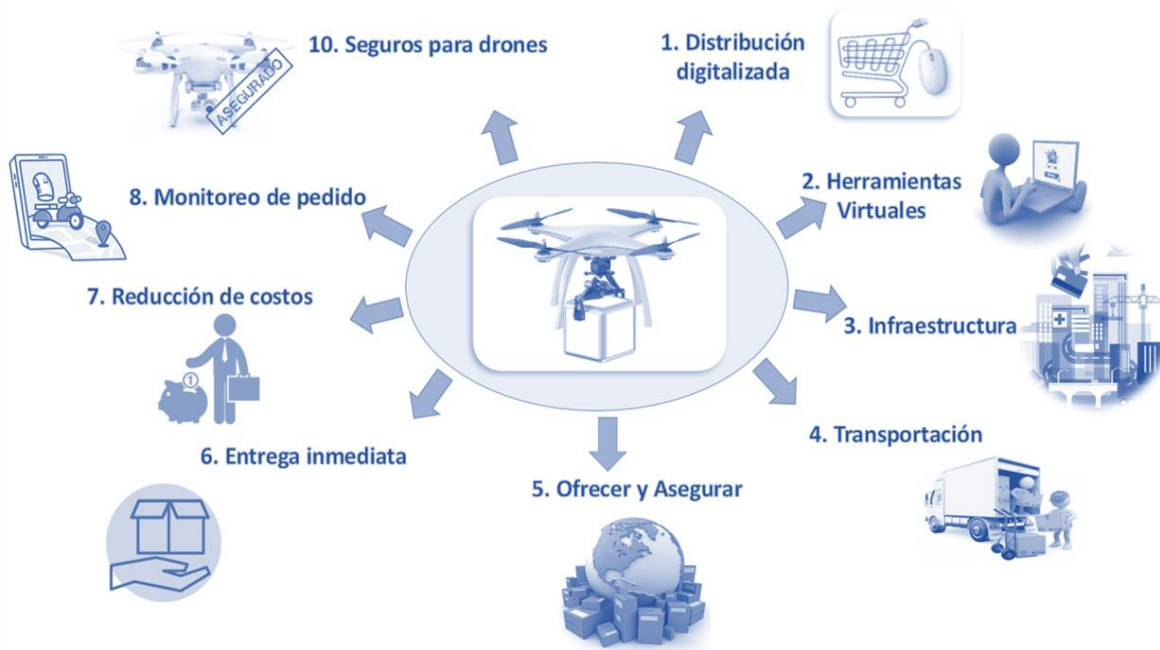 10. Seguros para drones
ASEGURADO
1. Distribución
digitalizada
2. Herramientas
Virtuales
3. Infraestructura
4. Transportación
5. Ofrecer y Asegurar
6. Entrega inmediata
7. Reducción de costos
1
8. Monitoreo de pedido